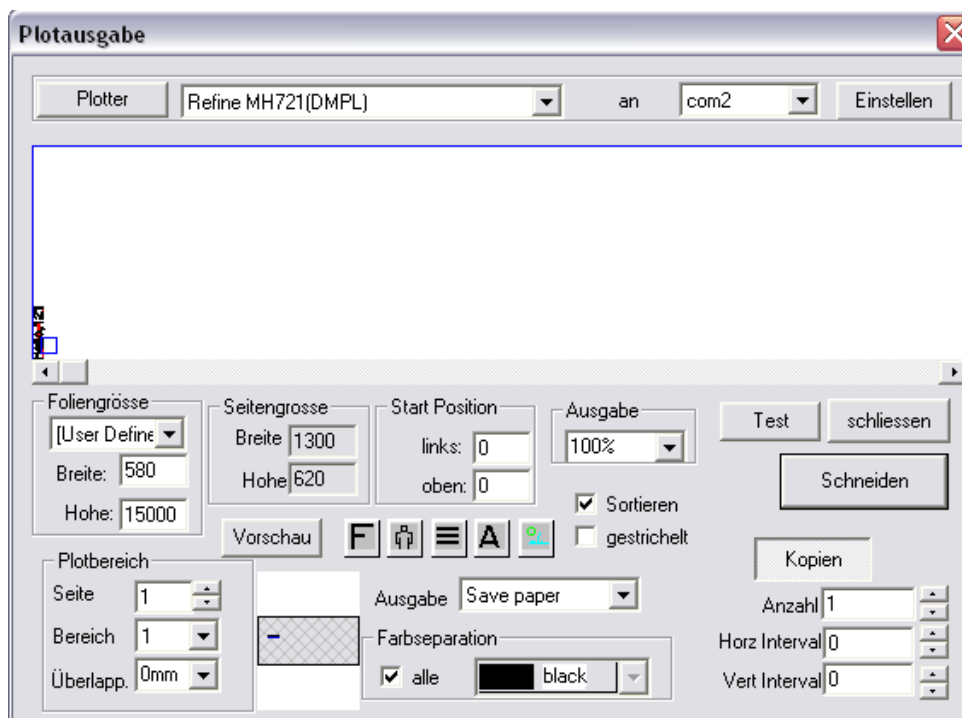 Plotausgabe
Plotter Refine MH721(DMPL) an com2 Einstellen
Foliengrösse Seitengrosse Start Position Ausgabe Test schliessen
[User Define Breite 1300 links: 0 100%
Breite: 580 Hohe 620 oben: 0 Schneiden
Hohe: 15000 Sortieren
Vorschau F A gestrichelt
Plotbereich Kopien
Seite 1 Ausgabe Save paper Anzahl 1
Bereich 1 Farbseparation Horz Interval 0
Überlapp. 0mm alle black Vert Interval 0